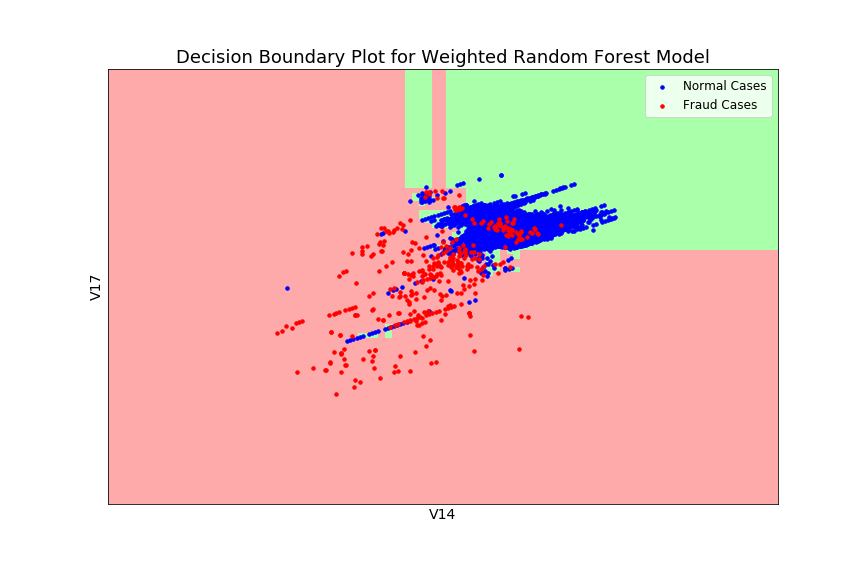 Decision Boundary Plot for Weighted Random Forest Model
Normal Cases
Fraud Cases
V17
V14